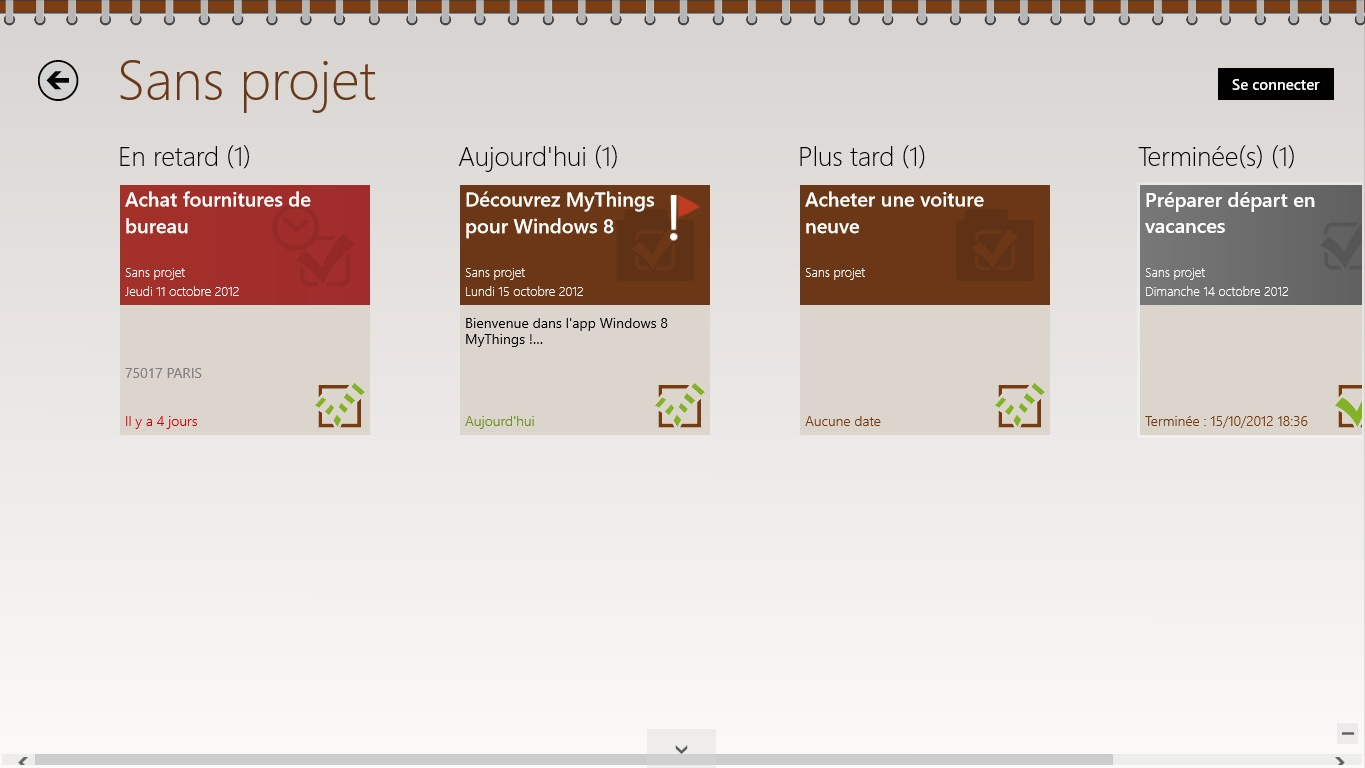 Sans projet
Se connecter
En retard (1)
Achat fournitures de
bureau
Sans projet
Jeudi 11 octobre 2012
75017 PARIS
Il y a 4 jours
Aujourd'hui (1)
Découvrez MyThings
pour Windows 8
Sans projet
Lundi 15 octobre 2012
Bienvenue dans l'app Windows 8
MyThings !...
Aujourd'hui
Plus tard (1)
Acheter une voiture
neuve
Sans projet
Aucune date
Terminée(s) (1)
Préparer départ en
vacances
Sans projet
Dimanche 14 octobre 2012
Terminée : 15/10/2012 18:36